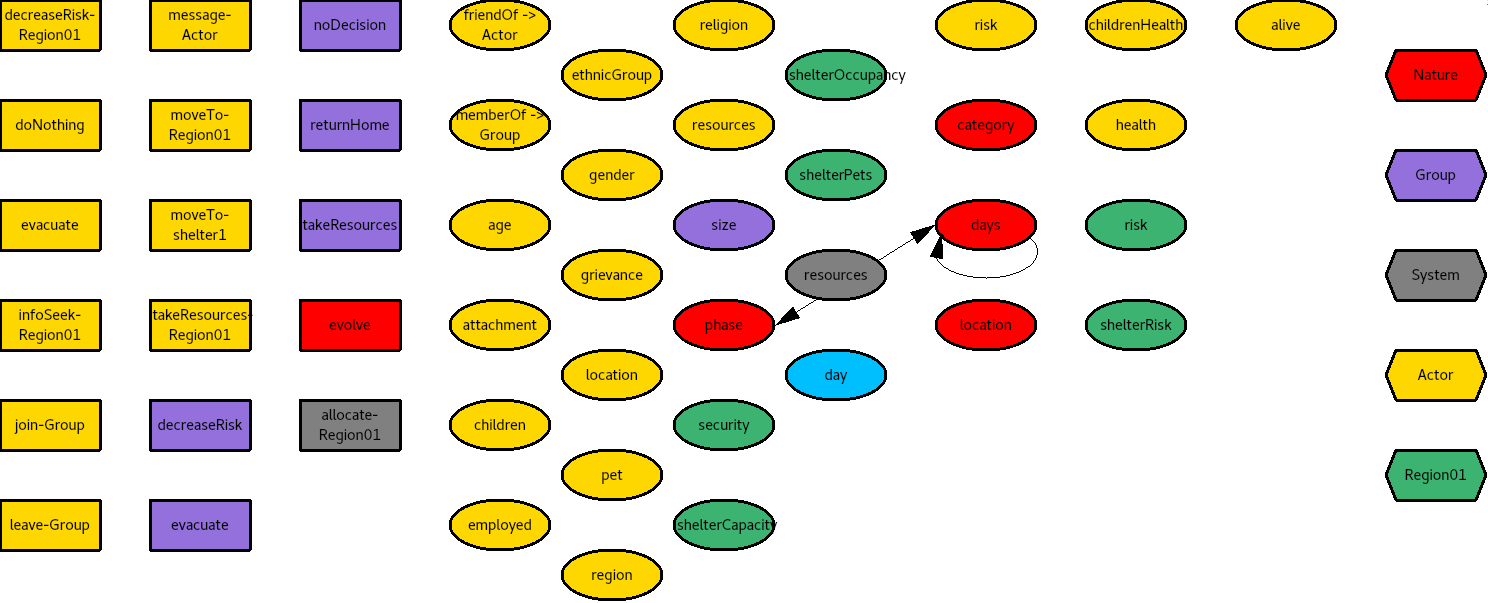 decreaseRisk-
Region01
doNothing
evacuate
infoSeek-
Region01
join-Group
leave-Group
message-
Actor
moveTo-
Region01
moveTo-
shelter1
takeResources-
Region01
decreaseRisk
evacuate
noDecision
returnHome
takeResources
evolve
allocate-
Region01
friendOf ->
Actor
memberOf ->
Group
age
attachment
children
employed
ethnicGroup
gender
grievance
location
pet
region
religion
resources
size
phase
security
shelterCapacity
shelterOccupancy
shelterPets
resources
day
risk
category
days
location
childrenHealth
health
risk
shelterRisk
alive
Nature
Group
System
Actor
Region01